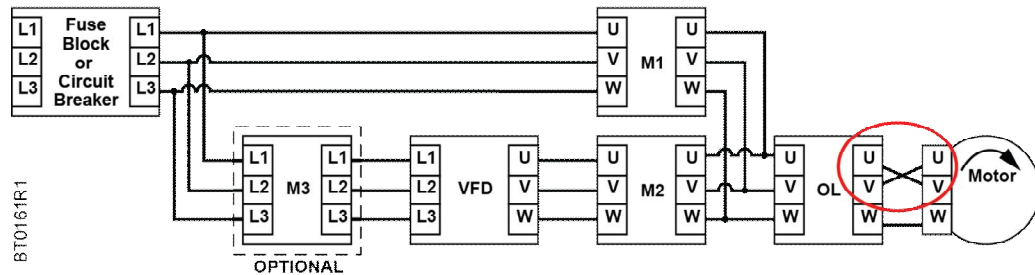 L1 Fuse L1 U U
L2 Block L2 V M1 V
or
L3 Circuit L3 W W
Breaker
L1 L1 L1 U U U U U U
L2 M3 L2 L2 VFD V V M2 V V OL V V Motor
L3 L3 L3 W W W W W W
OPTIONAL
BT0161R1